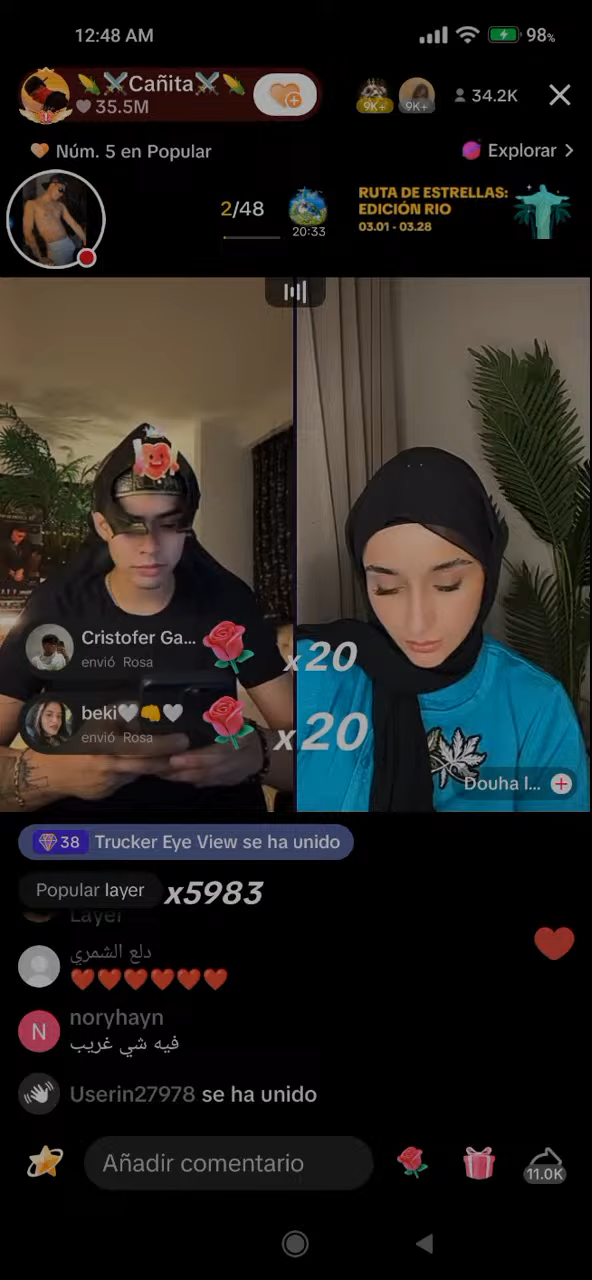 12:48 AM
98%
🌽⚔️Cañita⚔️🌽
35.5M
9K+
9K+
34.2K
Núm. 5 en Popular
Explorar
2/48
20:33
RUTA DE ESTRELLAS:
EDICIÓN RIO
03.01 - 03.28
Cristofer Ga...
envió Rosa
x20
beki🤍👊🤍
envió Rosa
x20
Douha l...
38 Trucker Eye View se ha unido
Popular layer x5983
Layer
دلع الشمري
❤️❤️❤️❤️❤️❤️
N
noryhayn
فيه شي غريب
Userin27978 se ha unido
Añadir comentario
11.0K